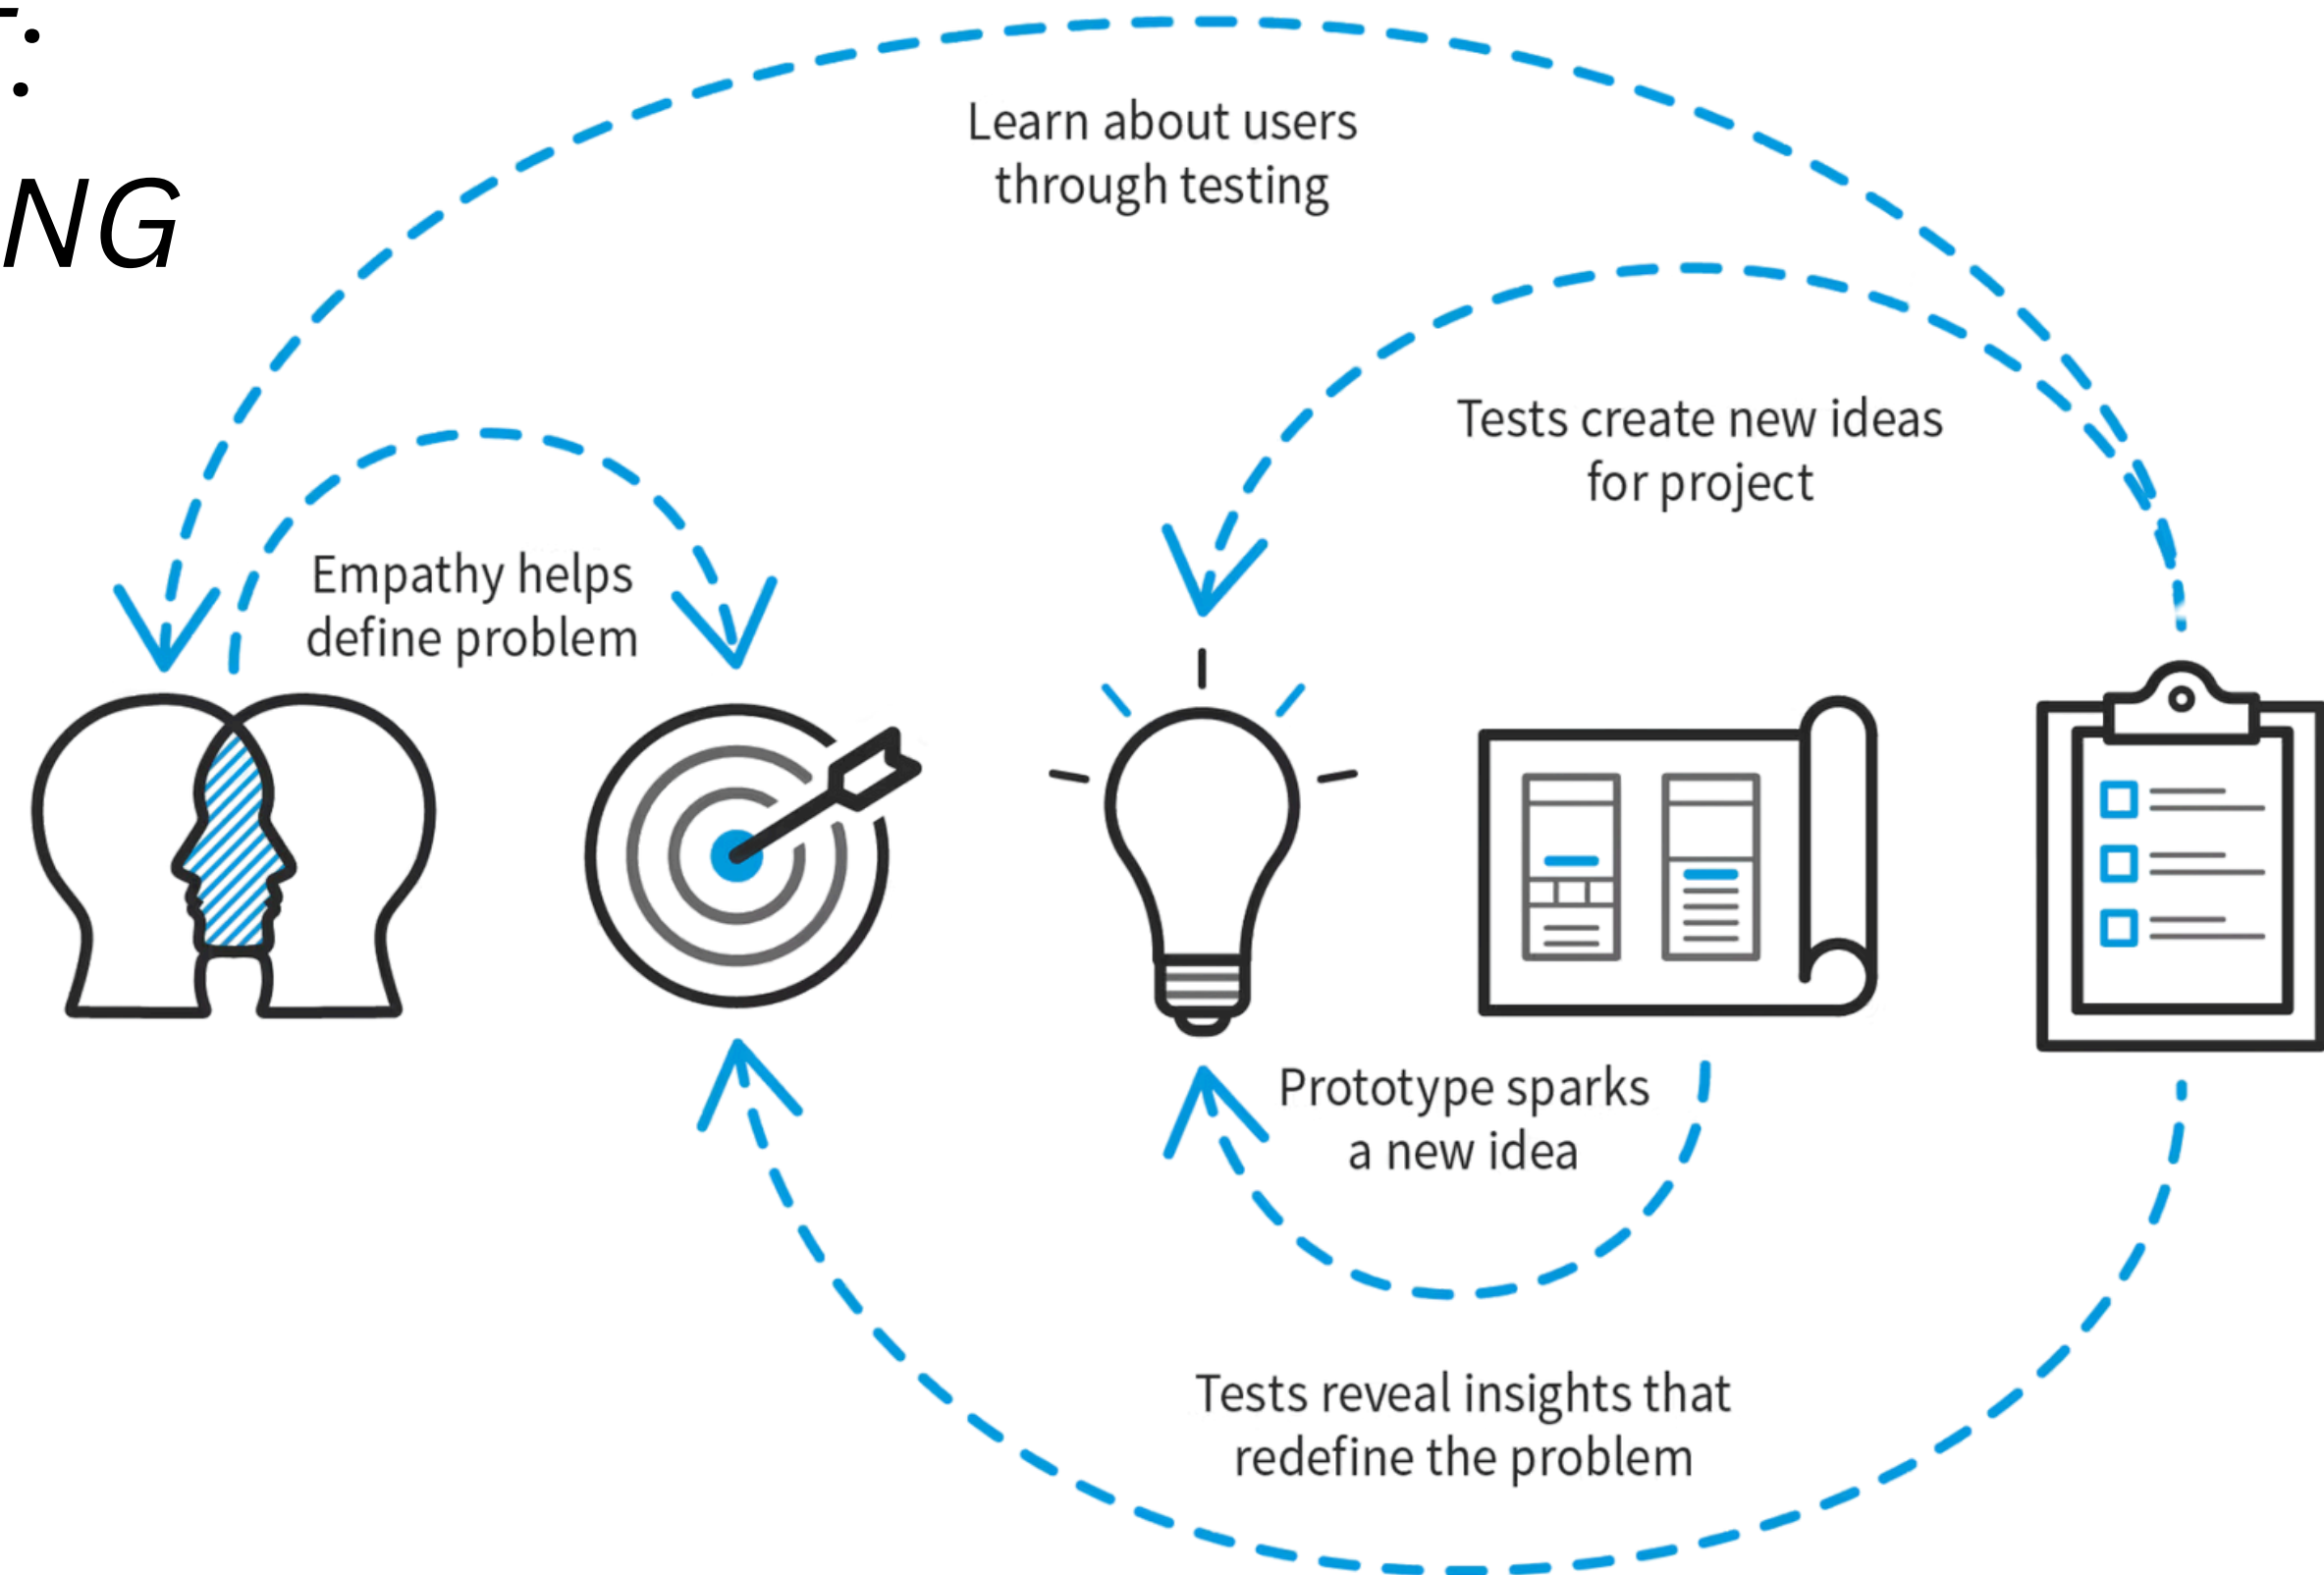 NG
Learn about users
through testing
Tests create new ideas
for project
Empathy helps
define problem
Prototype sparks
a new idea
Tests reveal insights that
redefine the problem